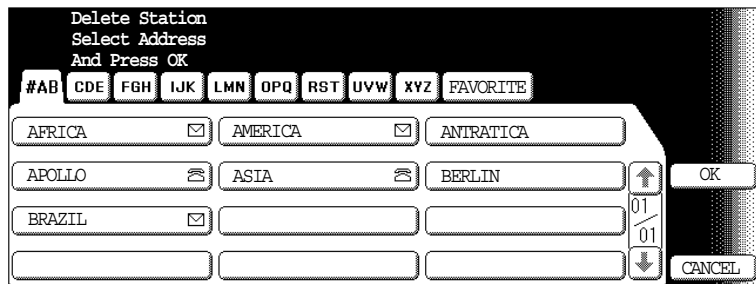 Delete Station
Select Address
And Press OK
#AB CDE FGH IJK LMN OPQ RST UVW XYZ FAVORITE
AFRICA AMERICA ANTRATICA
APOLLO ASIA BERLIN OK
BRAZIL 01
01
CANCEL